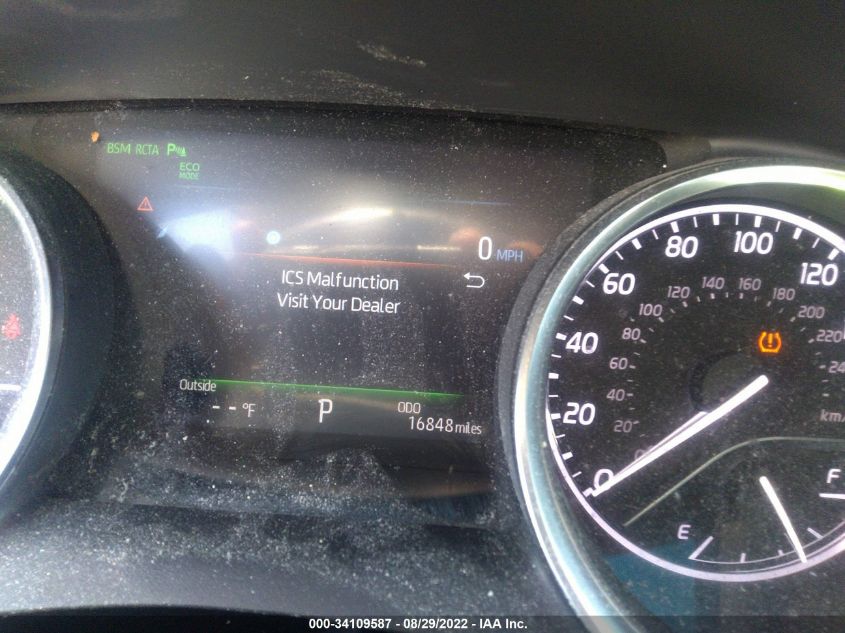 BSM RCTA P
ECO
MODE
0 MPH
ICS Malfunction
Visit Your Dealer
Outside
-- °F
P
ODO
16848 miles
0
20
40
60
80
100
120
20
40
60
80
100
120
140
160
180
200
220
km/
E
F
000-34109587 - 08/29/2022 - IAA Inc.